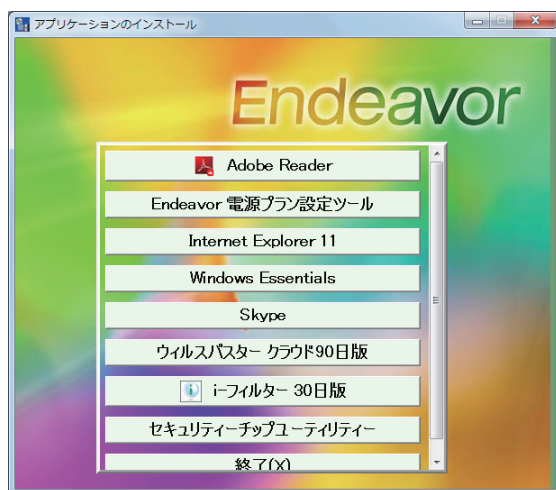 アプリケーションのインストール
Endeavor
Adobe Reader
Endeavor 電源プラン設定ツール
Internet Explorer 11
Windows Essentials
Skype
ウィルスバスター クラウド90日版
i-フィルター 30日版
セキュリティーチップユーティリティー
終了(X)